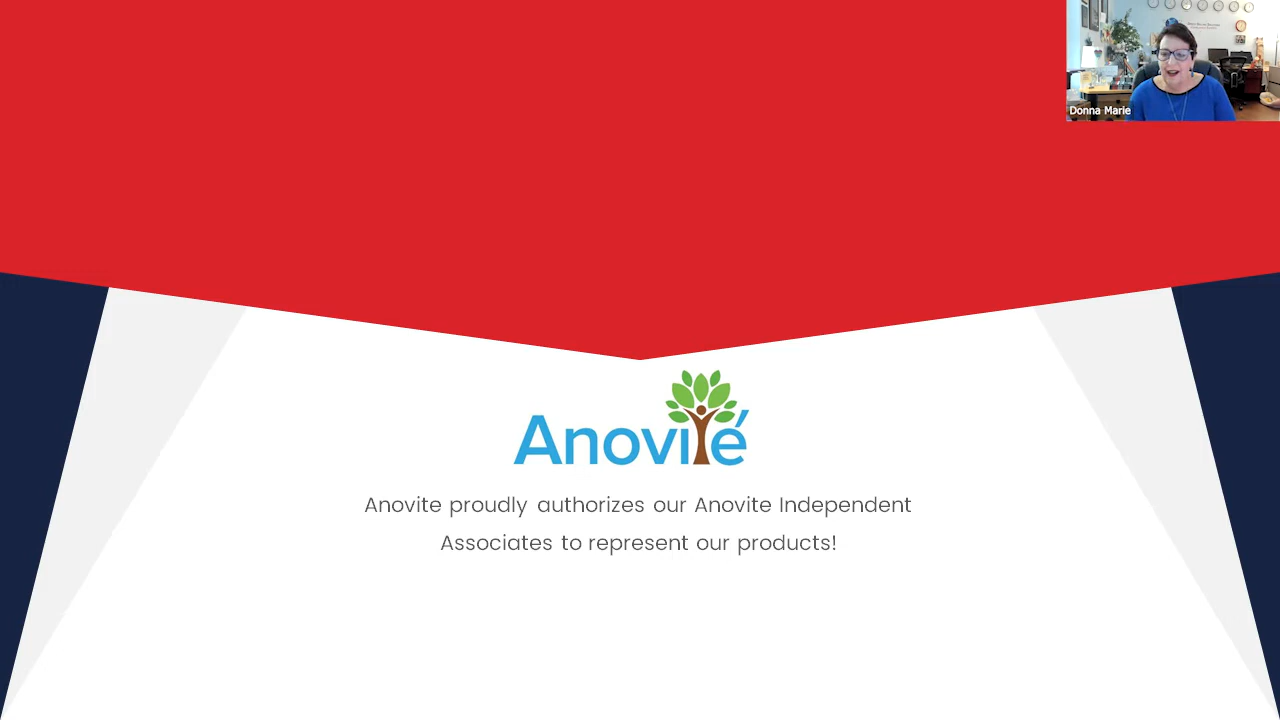 Donna Marie
Anovité
Anovite proudly authorizes our Anovite Independent
Associates to represent our products!